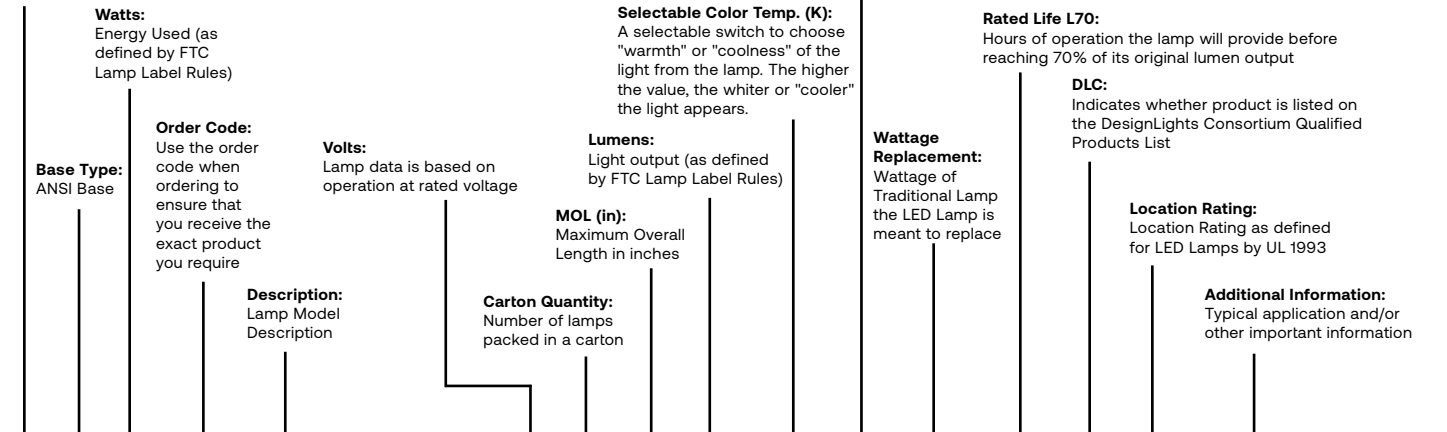 Watts:
Energy Used (as
defined by FTC
Lamp Label Rules)
Base Type:
ANSI Base
Order Code:
Use the order
code when
ordering to
ensure that
you receive the
exact product
you require
Description:
Lamp Model
Description
Volts:
Lamp data is based on
operation at rated voltage
Carton Quantity:
Number of lamps
packed in a carton
MOL (in):
Maximum Overall
Length in inches
Lumens:
Light output (as defined
by FTC Lamp Label Rules)
Selectable Color Temp. (K):
A selectable switch to choose
"warmth" or "coolness" of the
light from the lamp. The higher
the value, the whiter or "cooler"
the light appears.
Wattage
Replacement:
Wattage of
Traditional Lamp
the LED Lamp is
meant to replace
Rated Life L70:
Hours of operation the lamp will provide before
reaching 70% of its original lumen output
DLC:
Indicates whether product is listed on
the DesignLights Consortium Qualified
Products List
Location Rating:
Location Rating as defined
for LED Lamps by UL 1993
Additional Information:
Typical application and/or
other important information